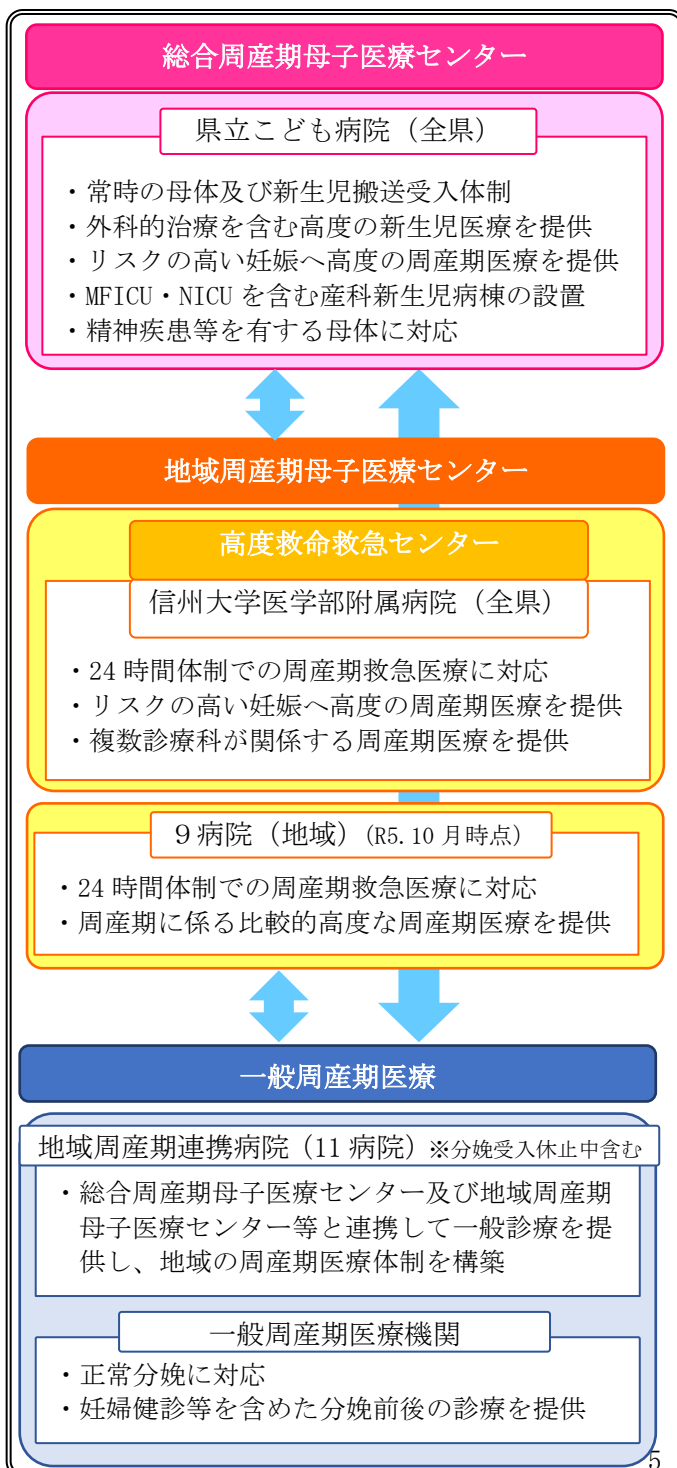 総合周産期母子医療センター
県立こども病院（全県）
・常時の母体及び新生児搬送受入体制
・外科的治療を含む高度の新生児医療を提供
・リスクの高い妊娠へ高度の周産期医療を提供
・MFICU・NICUを含む産科新生児病棟の設置
・精神疾患等を有する母体に対応
地域周産期母子医療センター
高度救命救急センター
信州大学医学部附属病院（全県）
・24時間体制での周産期救急医療に対応
・リスクの高い妊娠へ高度の周産期医療を提供
・複数診療科が関係する周産期医療を提供
９病院（地域）(R5.10月時点)
・24時間体制での周産期救急医療に対応
・周産期に係る比較的高度な周産期医療を提供
一般周産期医療
地域周産期連携病院（11病院）※分娩受入休止中含む
・総合周産期母子医療センター及び地域周産期
母子医療センター等と連携して一般診療を提
供し、地域の周産期医療体制を構築
一般周産期医療機関
・正常分娩に対応
・妊婦健診等を含めた分娩前後の診療を提供
5